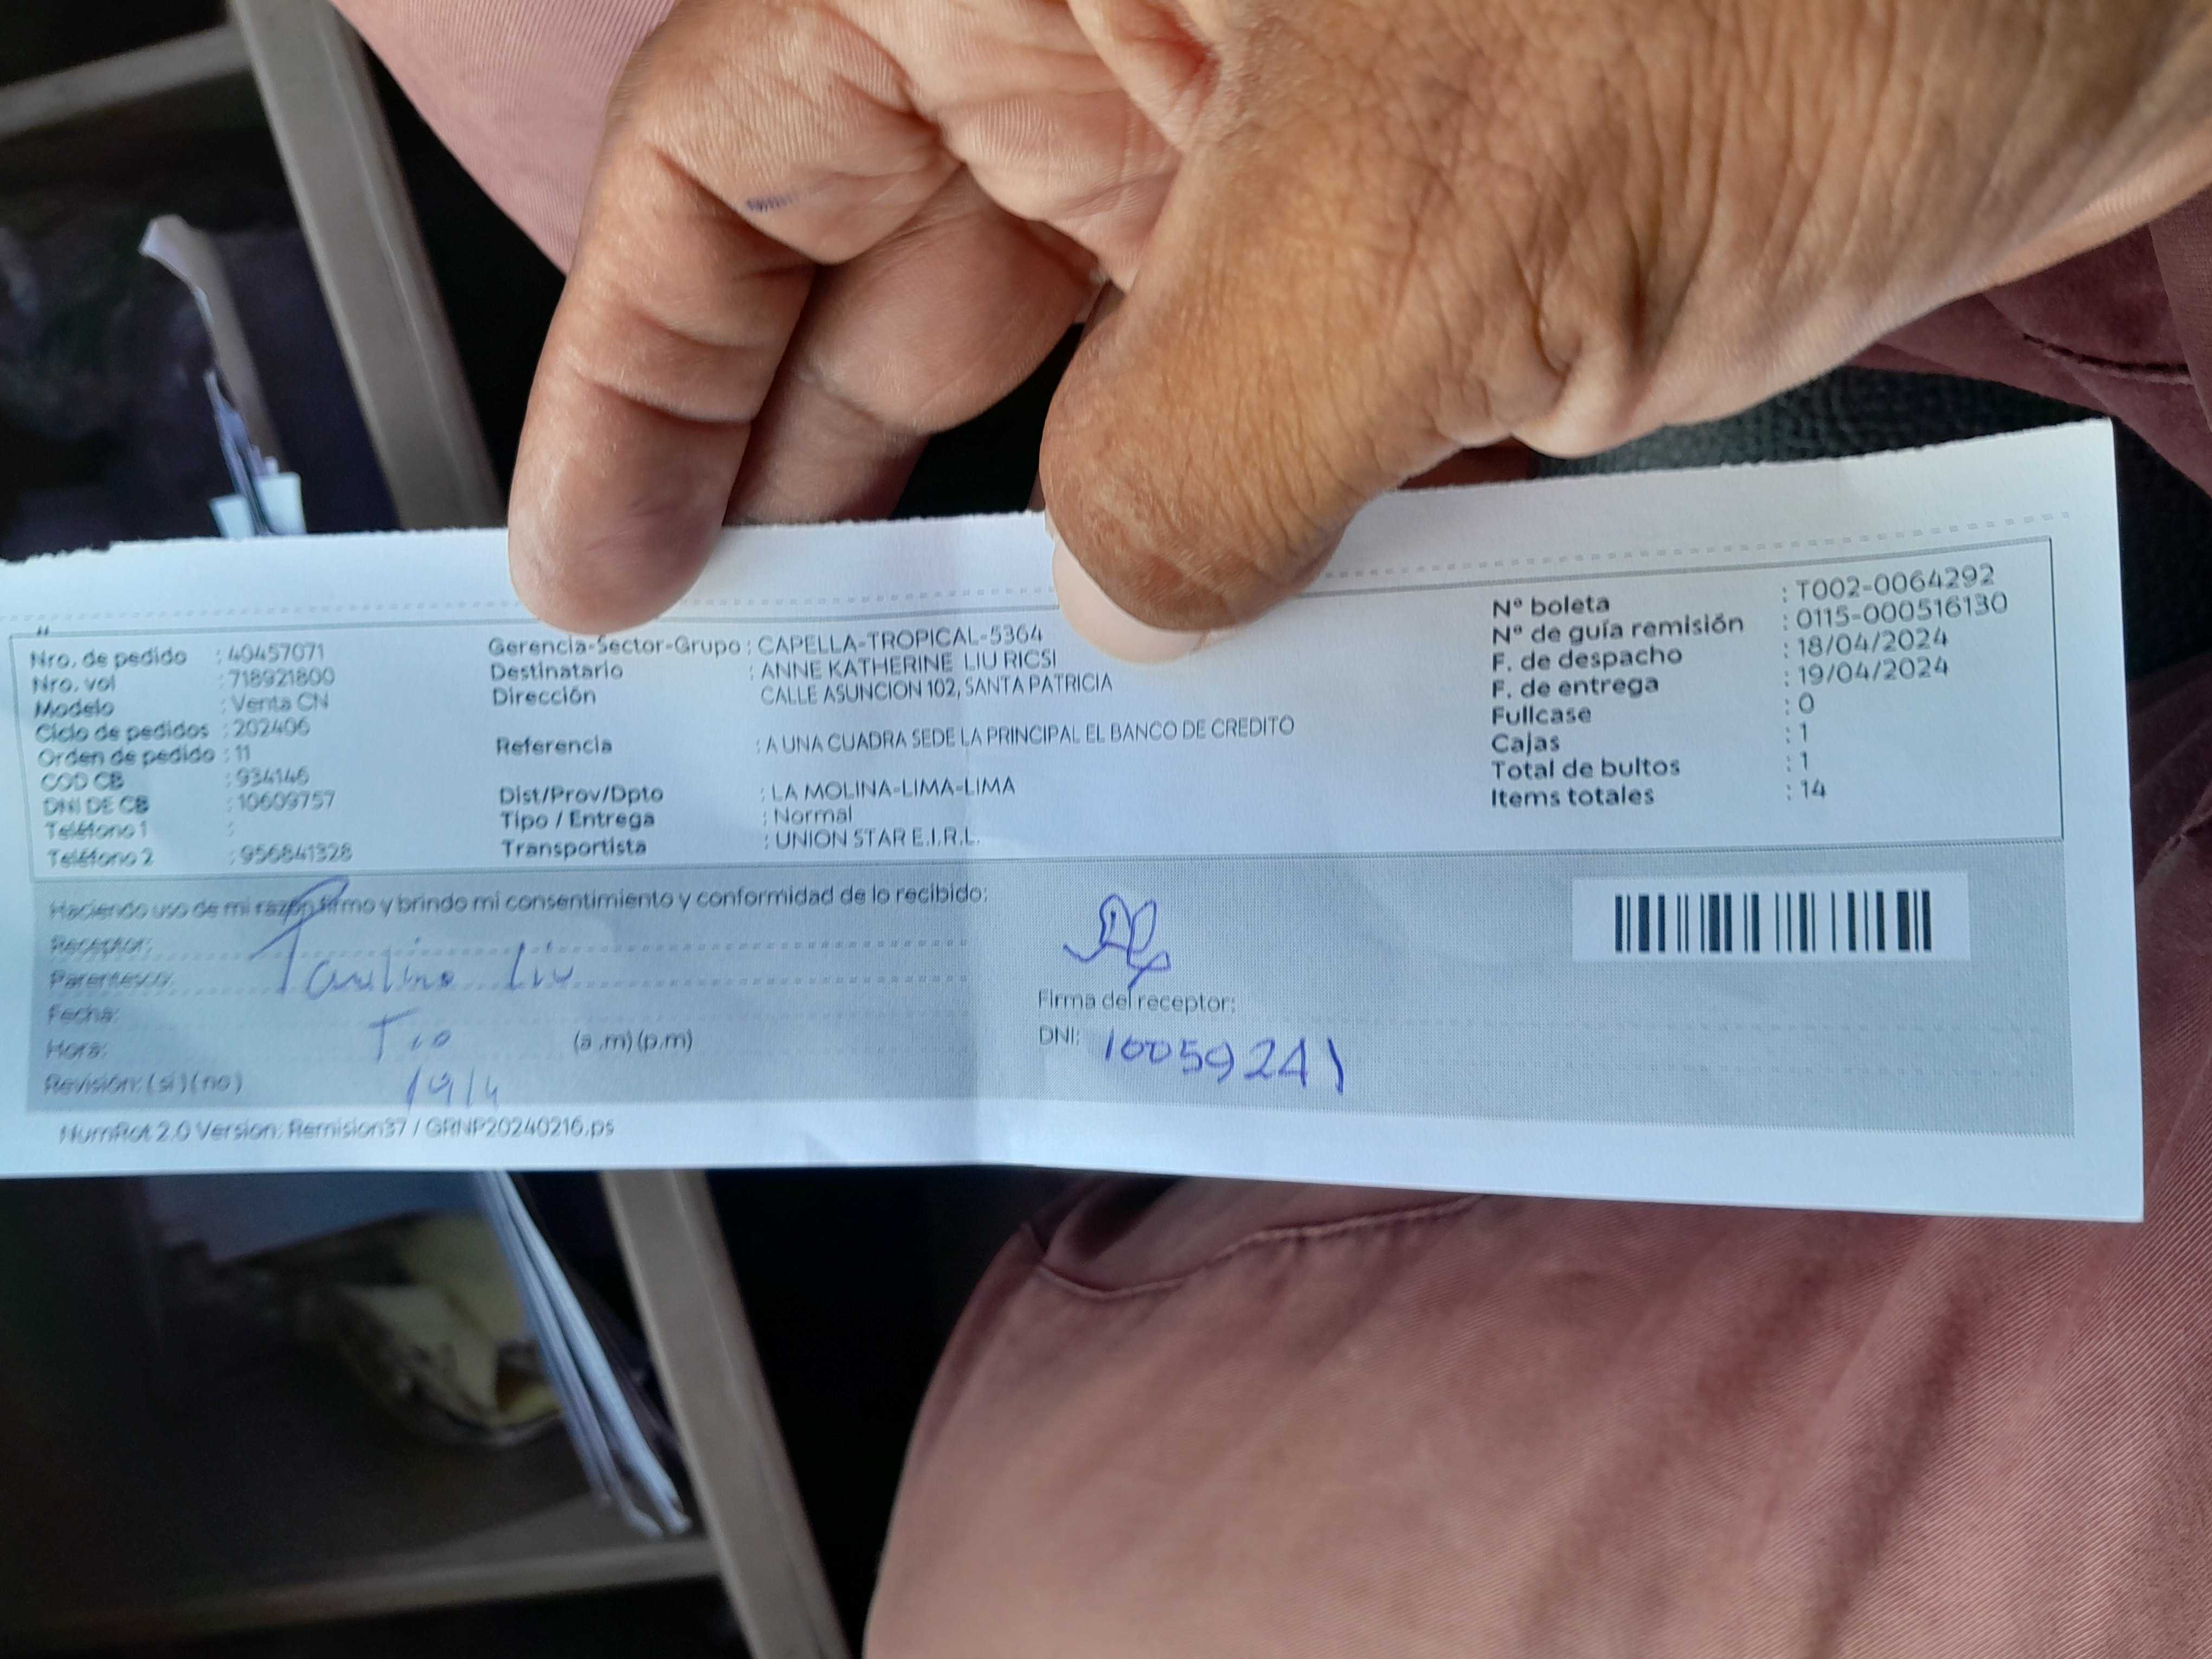 Nro. de pedido : 40457071
Nro. vol : 718921800
Modelo : Venta CN
Ciclo de pedidos : 202406
Orden de pedido : 11
COD CB : 934146
DNI DE CB : 10609757
Teléfono 1 :
Teléfono 2 : 956841328
Gerencia-Sector-Grupo : CAPELLA-TROPICAL-5364
Destinatario : ANNE KATHERINE LIU RICSI
Dirección CALLE ASUNCION 102, SANTA PATRICIA
Referencia : A UNA CUADRA SEDE LA PRINCIPAL EL BANCO DE CREDITO
Dist/Prov/Dpto : LA MOLINA-LIMA-LIMA
Tipo / Entrega : Normal
Transportista : UNION STAR E.I.R.L.
N° boleta : T002-0064292
N° de guía remisión : 0115-000516130
F. de despacho : 18/04/2024
F. de entrega : 19/04/2024
Fullcase : 0
Cajas : 1
Total de bultos : 1
Items totales : 14
Haciendo uso de mi razón firmo y brindo mi consentimiento y conformidad de lo recibido:
Receptor:
Paulino Liu
Parentesco:
Fecha:
Tio
Hora: (a .m) (p.m)
19/4
Revisión: ( si ) ( no )
Firma del receptor:
DNI: 10059241
NumRot 2.0 Version: Remision37 / GRNP20240216.ps